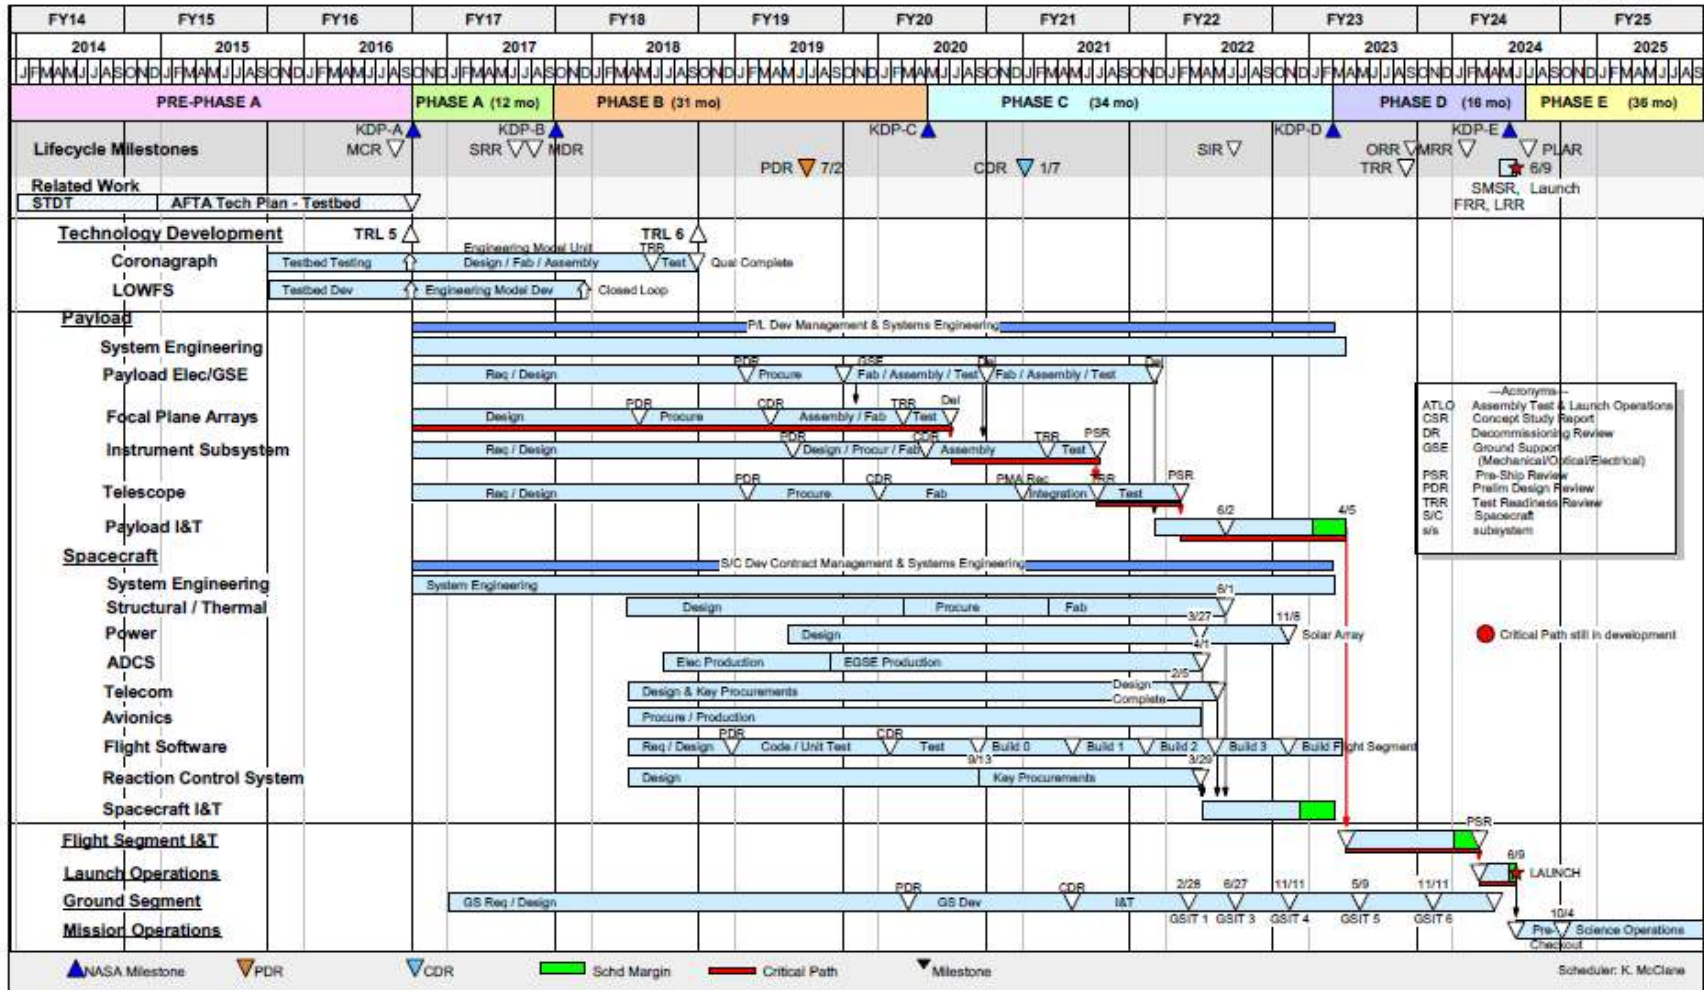 FY14 FY15 FY16 FY17 FY18 FY19 FY20 FY21 FY22 FY23 FY24 FY25
2014 2015 2016 2017 2018 2019 2020 2021 2022 2023 2024 2025
PRE-PHASE A PHASE A (12 mo) PHASE B (31 mo) PHASE C (34 mo) PHASE D (16 mo) PHASE E (36 mo)
KDP-A KDP-B KDP-C KDP-D KDP-E
Lifecycle Milestones MCR SRR MDR SIR ORR MRR PLAR
PDR 7/2 CDR 1/7 TRR 6/9
Related Work SMSR, Launch
STDT AFTA Tech Plan - Testbed FRR, LRR
Technology Development TRL 5 TRL 6
Engineering Model Unit TRR
Coronagraph Testbed Testing Design / Fab / Assembly Test Qual Complete
LOWFS Testbed Dev Engineering Model Dev Closed Loop
Payload
P/L Dev Management & Systems Engineering
System Engineering
PDR GSE Del Del
Payload Elec/GSE Req / Design Procure Fab / Assembly / Test Fab / Assembly / Test
PDR CDR TRR Del
Focal Plane Arrays Design Procure Assembly / Fab Test
PDR CDR TRR PSR
Instrument Subsystem Req / Design Design / Procur / Fab Assembly Test
PDR CDR PMA Rec TRR PSR
Telescope Req / Design Procure Fab Integration Test
6/2 4/5
Payload I&T
---Acronyms---
ATLO Assembly Test & Launch Operations
CSR Concept Study Report
DR Decommissioning Review
GSE Ground Support
(Mechanical/Optical/Electrical)
PSR Pre-Ship Review
PDR Prelim Design Review
TRR Test Readiness Review
S/C Spacecraft
s/s subsystem
Spacecraft
S/C Dev Contract Management & Systems Engineering
System Engineering System Engineering
6/1
Structural / Thermal Design Procure Fab
3/27 11/8
Power Design Solar Array
Critical Path still in development
4/1
ADCS Elec Production EGSE Production
2/5
Telecom Design & Key Procurements Design Complete
Avionics Procure / Production
PDR CDR
Flight Software Req / Design Code / Unit Test Test Build 0 Build 1 Build 2 Build 3 Build Flight Segment
9/13 3/29
Reaction Control System Design Key Procurements
Spacecraft I&T
PSR
Flight Segment I&T
6/9
Launch Operations LAUNCH
PDR CDR 2/28 6/27 11/11 5/9 11/11
Ground Segment GS Req / Design GS Dev I&T
GSIT 1 GSIT 3 GSIT 4 GSIT 5 GSIT 6
10/4
Mission Operations Pre- Science Operations
Checkout
NASA Milestone PDR CDR Schd Margin Critical Path Milestone
Scheduler: K. McClane